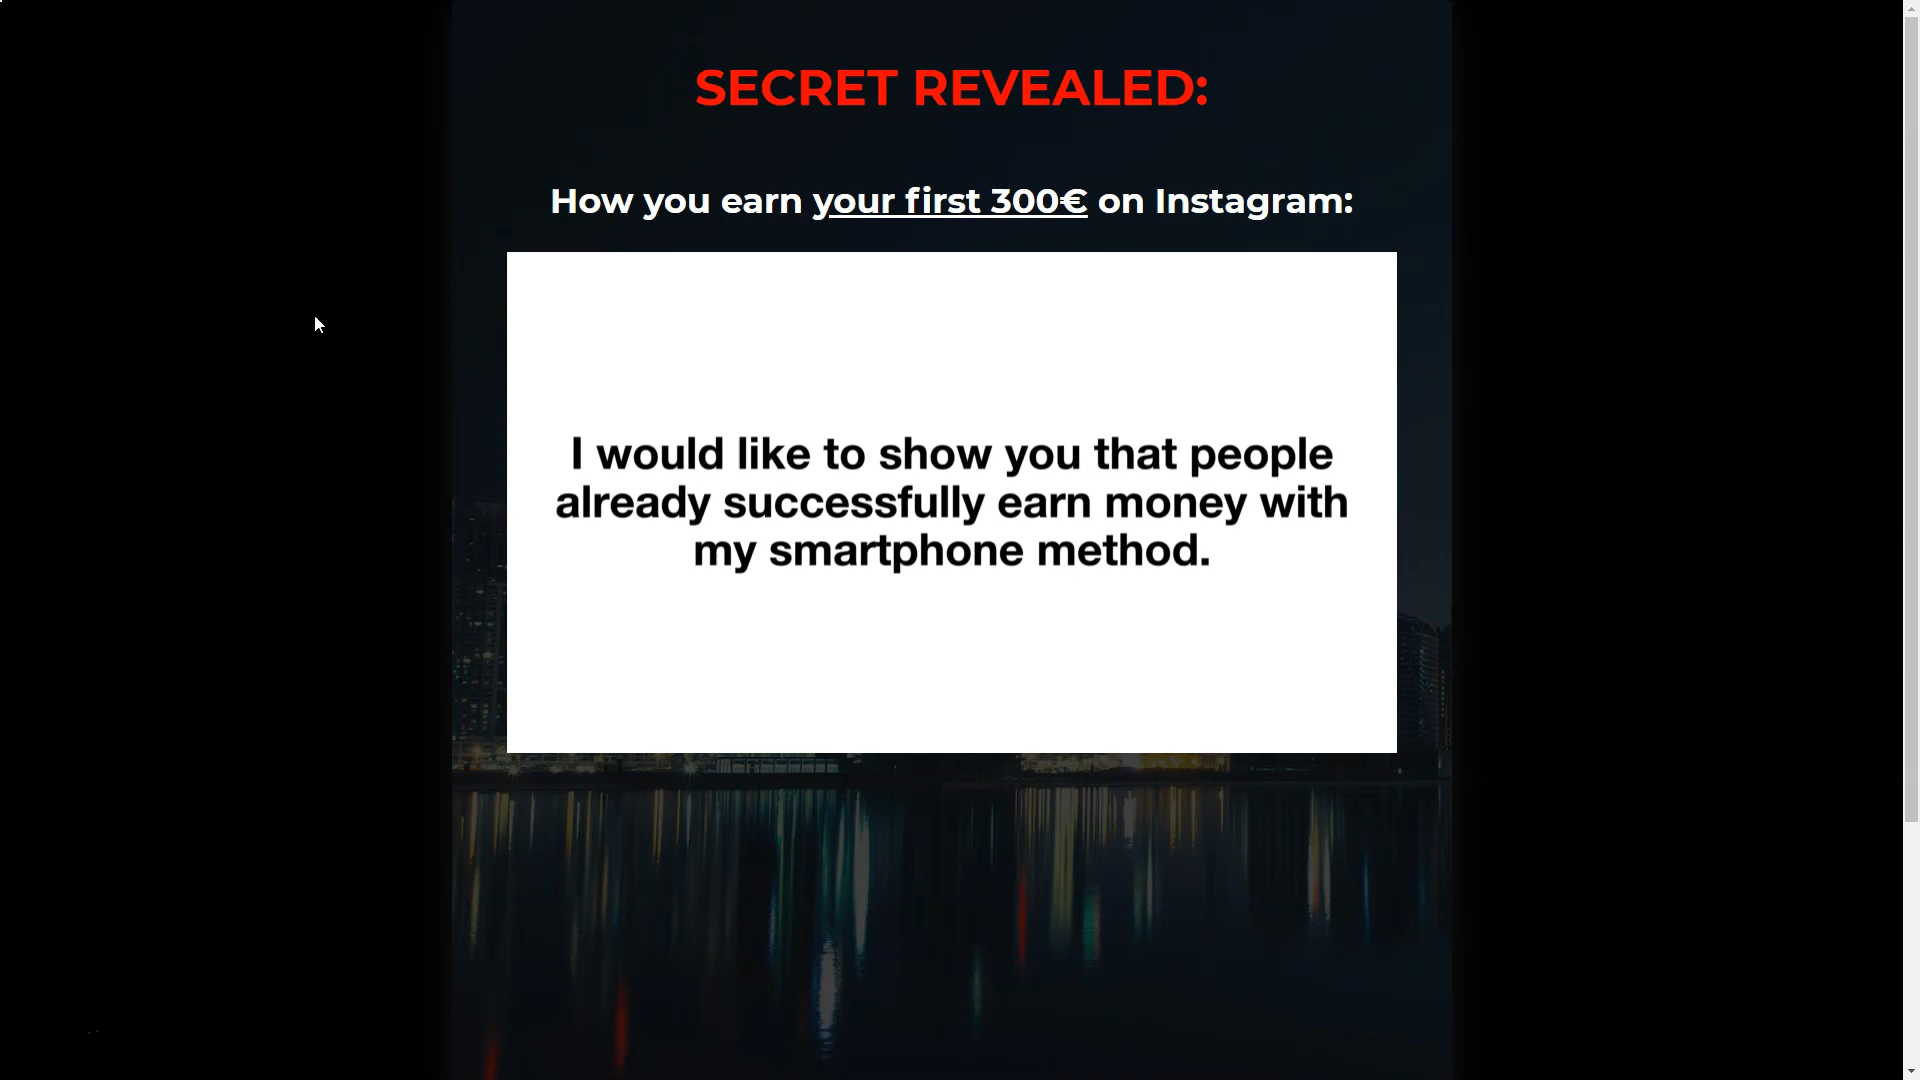 SECRET REVEALED:
How you earn your first 300€ on Instagram:
I would like to show you that people
already successfully earn money with
my smartphone method.